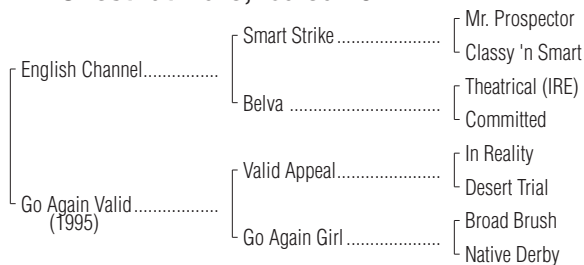 Mr. Prospector
Smart Strike
Classy 'n Smart
English Channel
Theatrical (IRE)
Belva
Committed
In Reality
Valid Appeal
Desert Trial
Go Again Valid
(1995)
Broad Brush
Go Again Girl
Native Derby